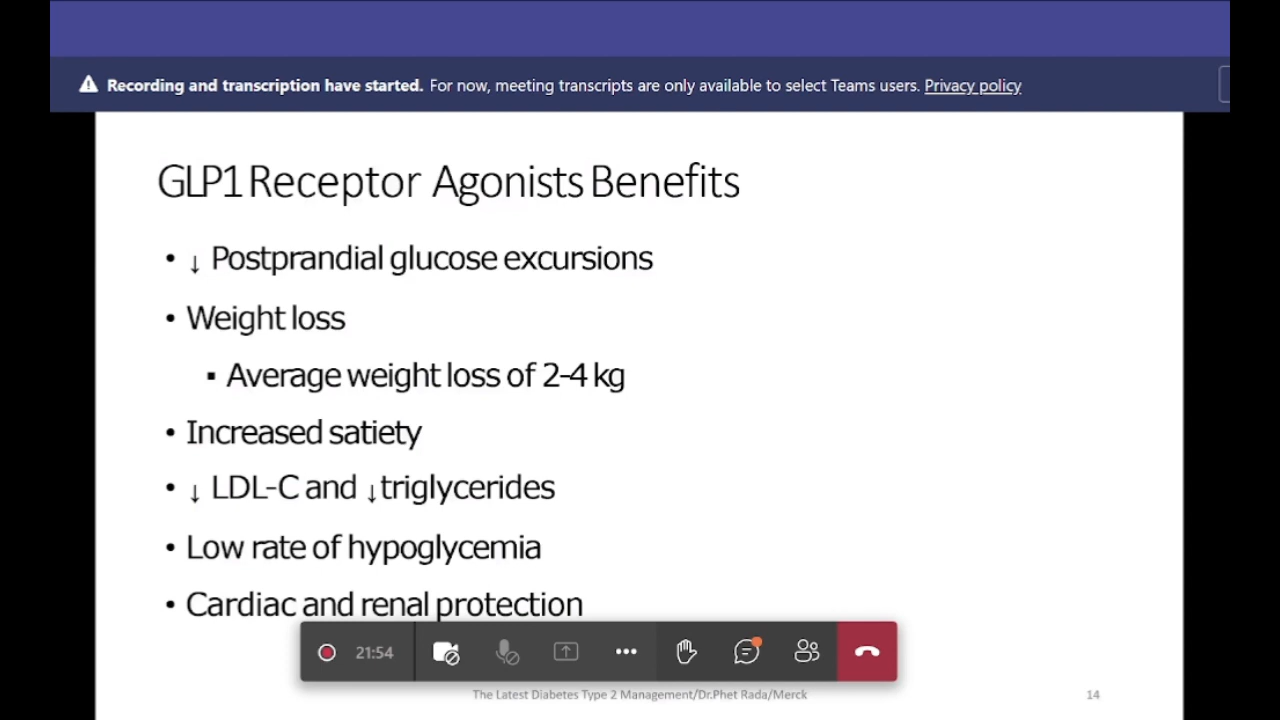 Recording and transcription have started. For now, meeting transcripts are only available to select Teams users. Privacy policy
GLP1 Receptor Agonists Benefits
• ↓ Postprandial glucose excursions
• Weight loss
▪ Average weight loss of 2-4 kg
• Increased satiety
• ↓ LDL-C and ↓triglycerides
• Low rate of hypoglycemia
• Cardiac and renal protection
21:54
The Latest Diabetes Type 2 Management/Dr.Phet Rada/Merck
14